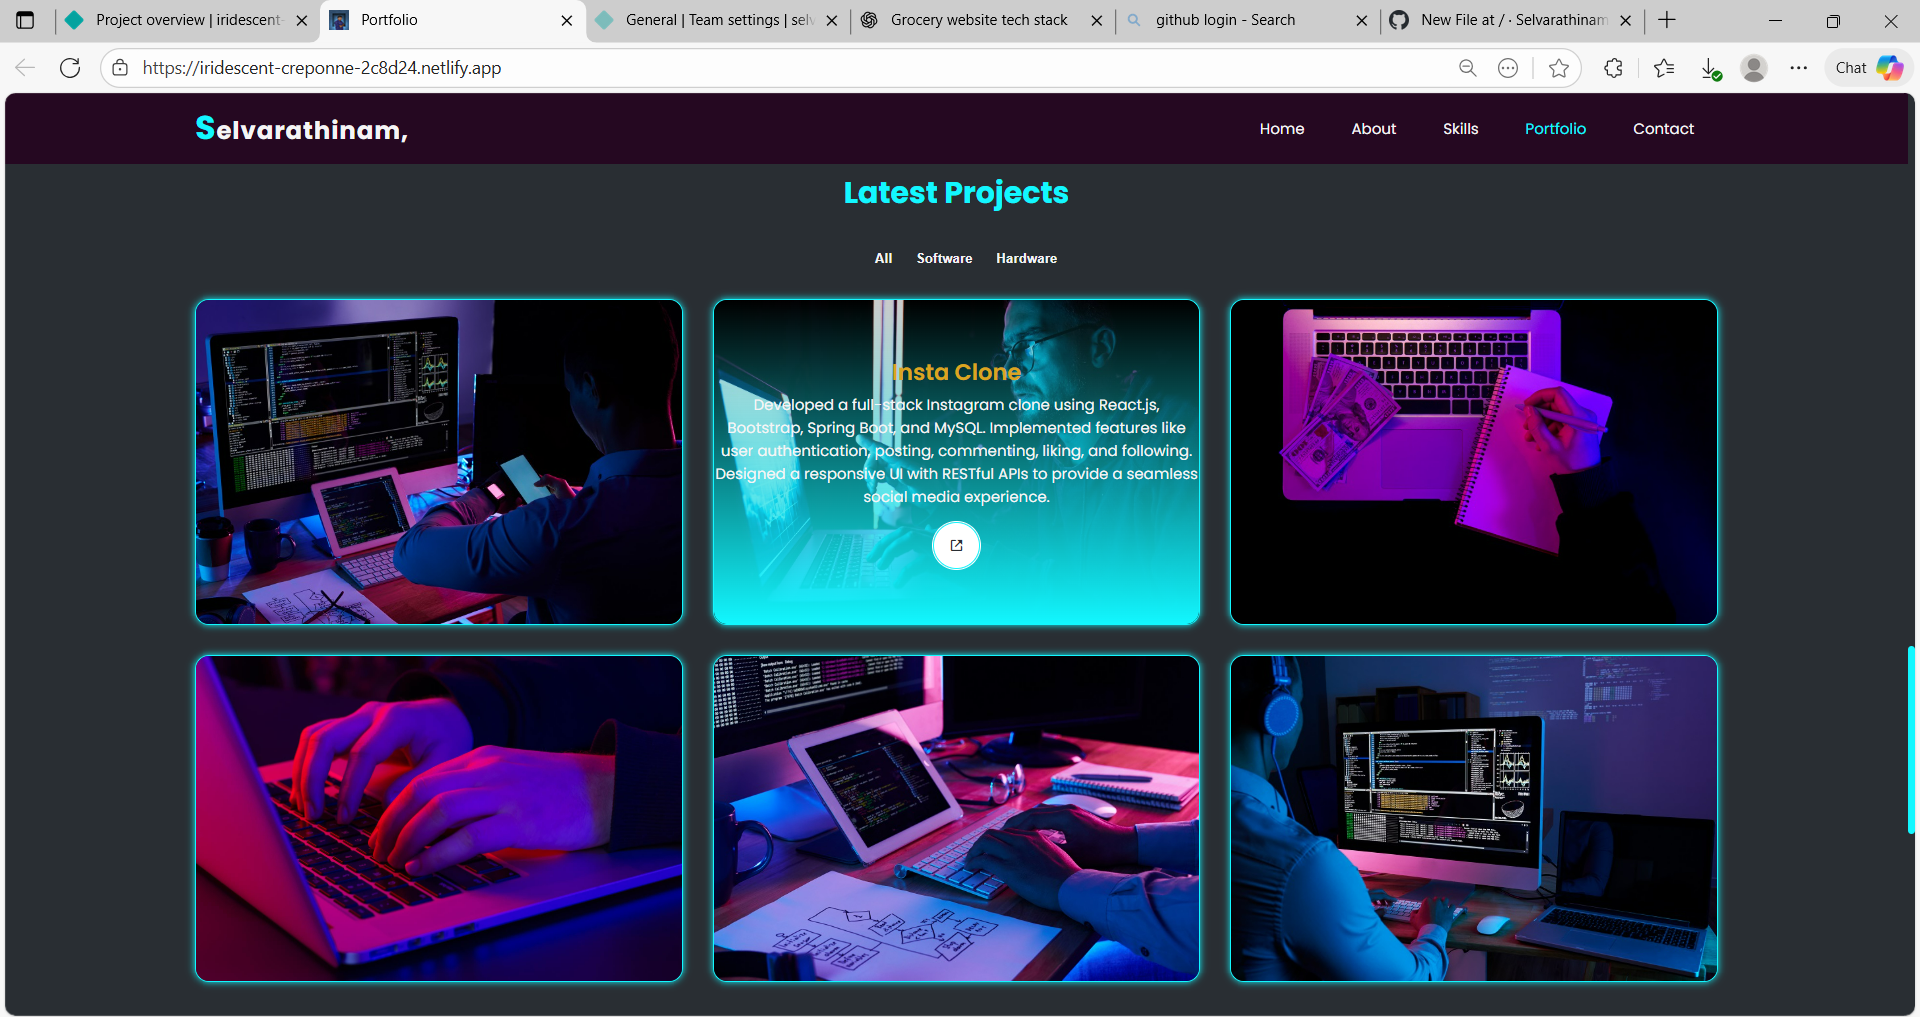 Project overview | iridescent-
Portfolio
General | Team settings | selv
Grocery website tech stack
github login - Search
New File at / · Selvarathinam
https://iridescent-creponne-2c8d24.netlify.app
Chat
Selvarathinam,
Home
About
Skills
Portfolio
Contact
Latest Projects
All
Software
Hardware
Insta Clone
Developed a full-stack Instagram clone using React.js,
Bootstrap, Spring Boot, and MySQL. Implemented features like
user authentication, posting, commenting, liking, and following.
Designed a responsive UI with RESTful APIs to provide a seamless
social media experience.